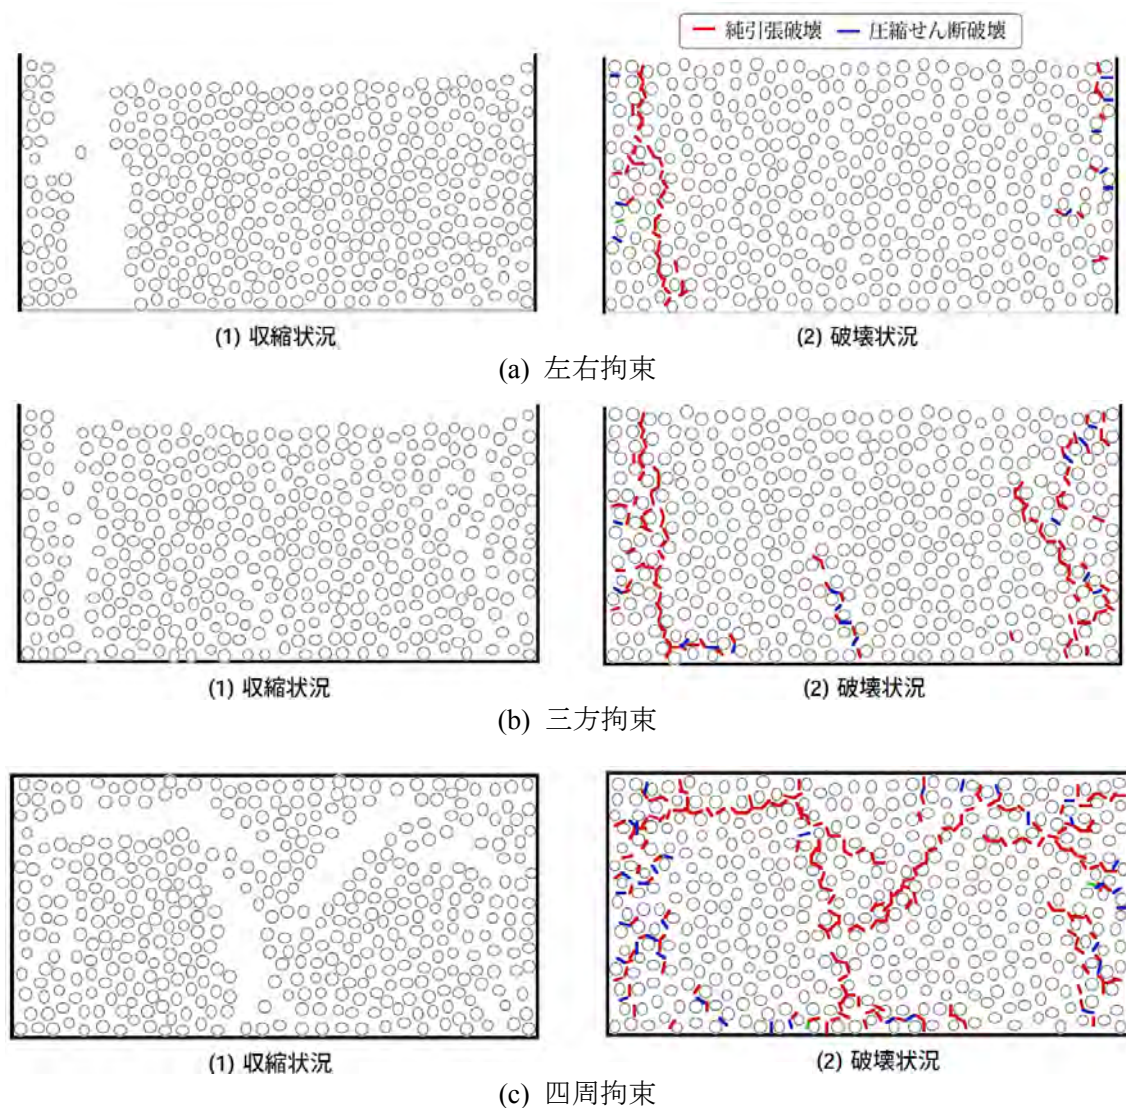 純引張破壊 圧縮せん断破壊
(1) 収縮状況 (2) 破壊状況
(a) 左右拘束
(1) 収縮状況 (2) 破壊状況
(b) 三方拘束
(1) 収縮状況 (2) 破壊状況
(c) 四周拘束